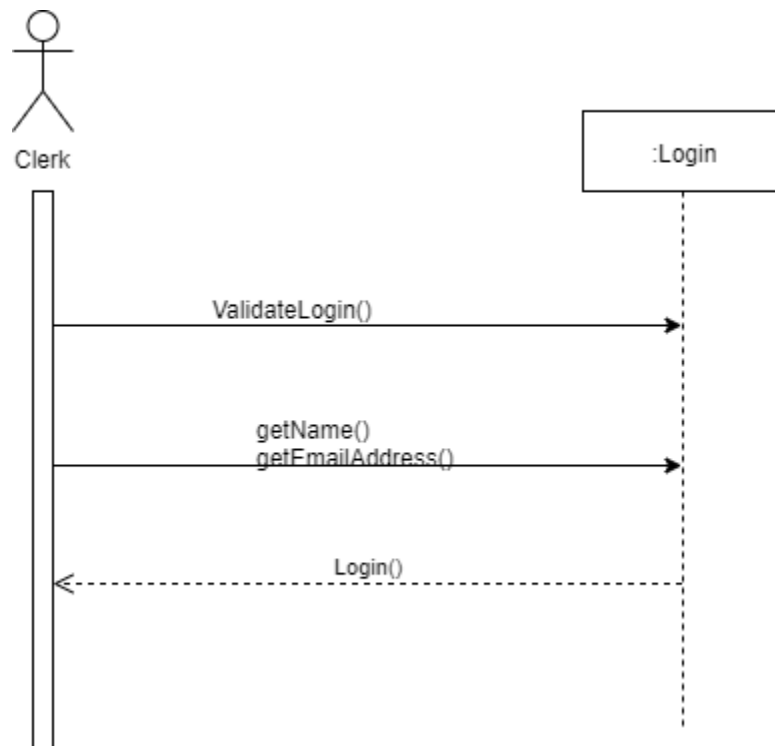 Clerk
:Login
ValidateLogin()
getName()
getEmailAddress()
Login()